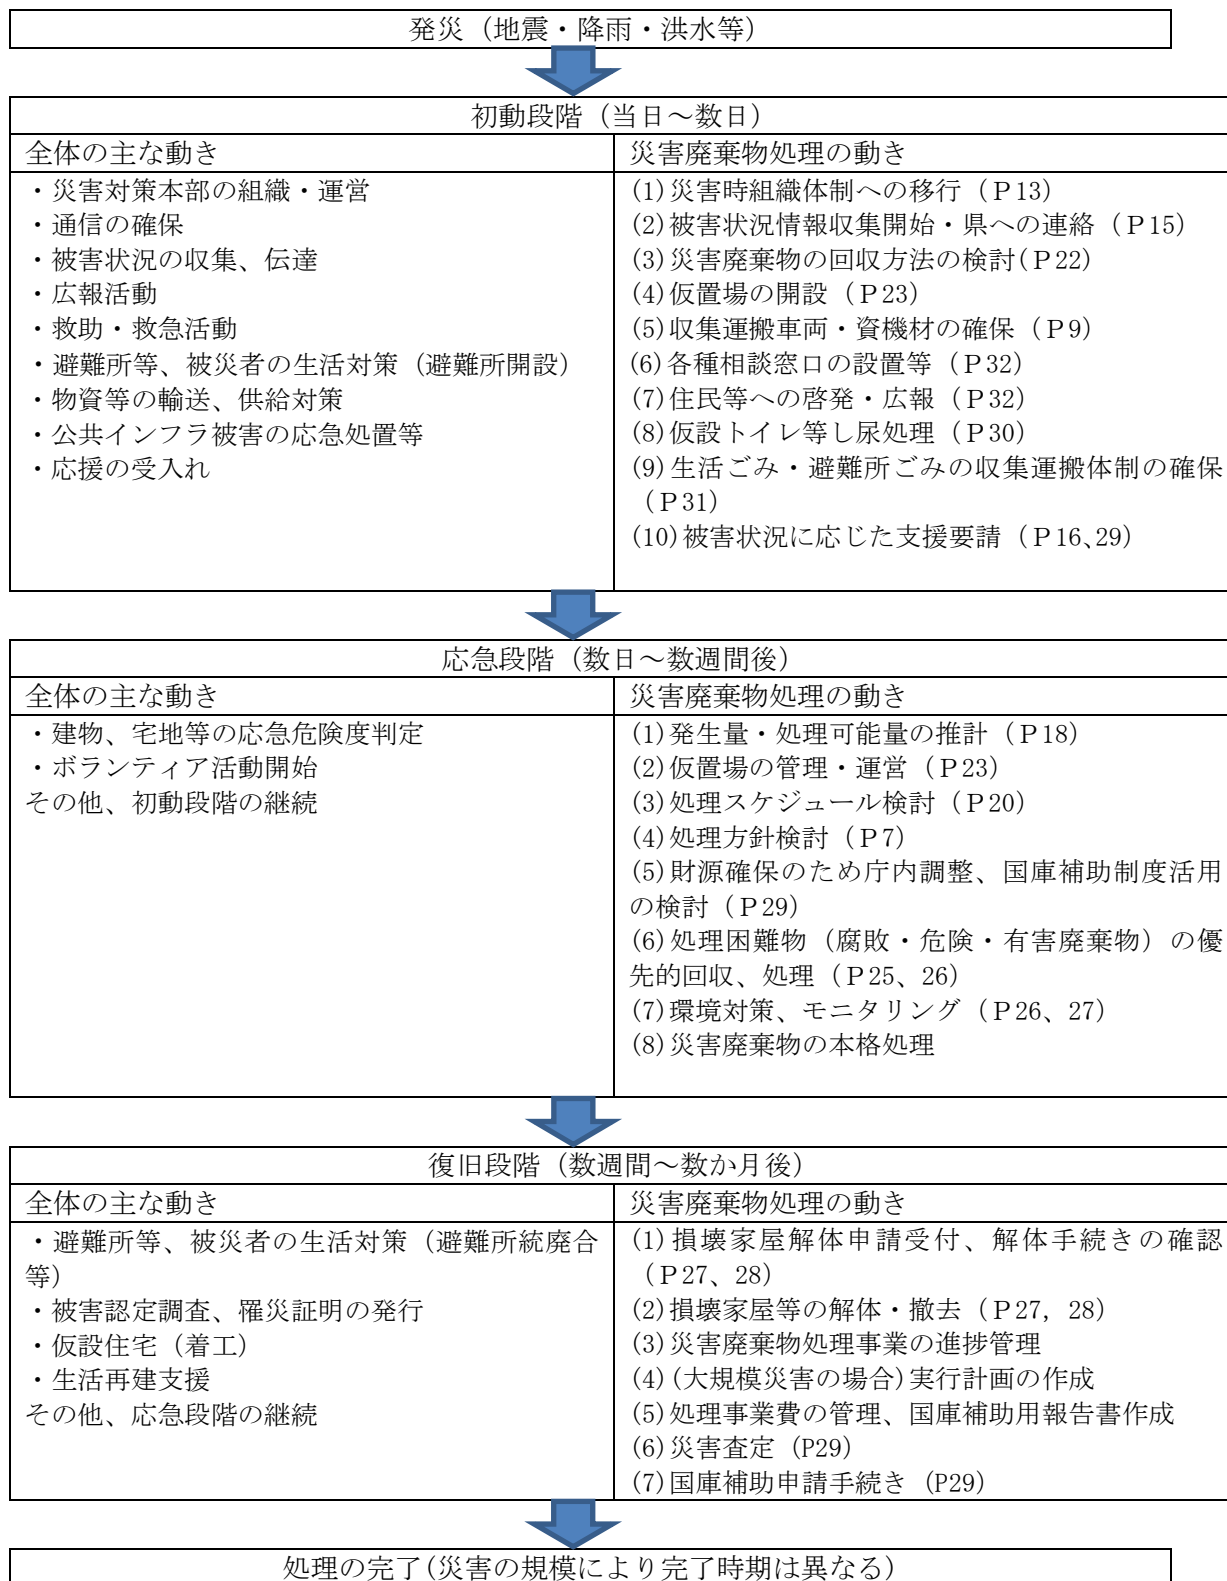 発災（地震・降雨・洪水等）
初動段階（当日～数日）
全体の主な動き
・災害対策本部の組織・運営
・通信の確保
・被害状況の収集、伝達
・広報活動
・救助・救急活動
・避難所等、被災者の生活対策（避難所開設）
・物資等の輸送、供給対策
・公共インフラ被害の応急処置等
・応援の受入れ
災害廃棄物処理の動き
(1)災害時組織体制への移行（Ｐ13）
(2)被害状況情報収集開始・県への連絡（Ｐ15）
(3)災害廃棄物の回収方法の検討(Ｐ22）
(4)仮置場の開設（Ｐ23）
(5)収集運搬車両・資機材の確保（Ｐ9）
(6)各種相談窓口の設置等（Ｐ32）
(7)住民等への啓発・広報（Ｐ32）
(8)仮設トイレ等し尿処理（Ｐ30）
(9)生活ごみ・避難所ごみの収集運搬体制の確保
（Ｐ31）
(10)被害状況に応じた支援要請（Ｐ16、29）
応急段階（数日～数週間後）
全体の主な動き
・建物、宅地等の応急危険度判定
・ボランティア活動開始
その他、初動段階の継続
災害廃棄物処理の動き
(1)発生量・処理可能量の推計（Ｐ18）
(2)仮置場の管理・運営（Ｐ23）
(3)処理スケジュール検討（Ｐ20）
(4)処理方針検討（Ｐ7）
(5)財源確保のため庁内調整、国庫補助制度活用
の検討（Ｐ29）
(6)処理困難物（腐敗・危険・有害廃棄物）の優
先的回収、処理（Ｐ25、26）
(7)環境対策、モニタリング（Ｐ26、27）
(8)災害廃棄物の本格処理
復旧段階（数週間～数か月後）
全体の主な動き
・避難所等、被災者の生活対策（避難所統廃合
等）
・被害認定調査、罹災証明の発行
・仮設住宅（着工）
・生活再建支援
その他、応急段階の継続
災害廃棄物処理の動き
(1)損壊家屋解体申請受付、解体手続きの確認
（Ｐ27、28）
(2)損壊家屋等の解体・撤去（Ｐ27, 28）
(3)災害廃棄物処理事業の進捗管理
(4)(大規模災害の場合)実行計画の作成
(5)処理事業費の管理、国庫補助用報告書作成
(6)災害査定（P29）
(7)国庫補助申請手続き（P29）
処理の完了(災害の規模により完了時期は異なる）